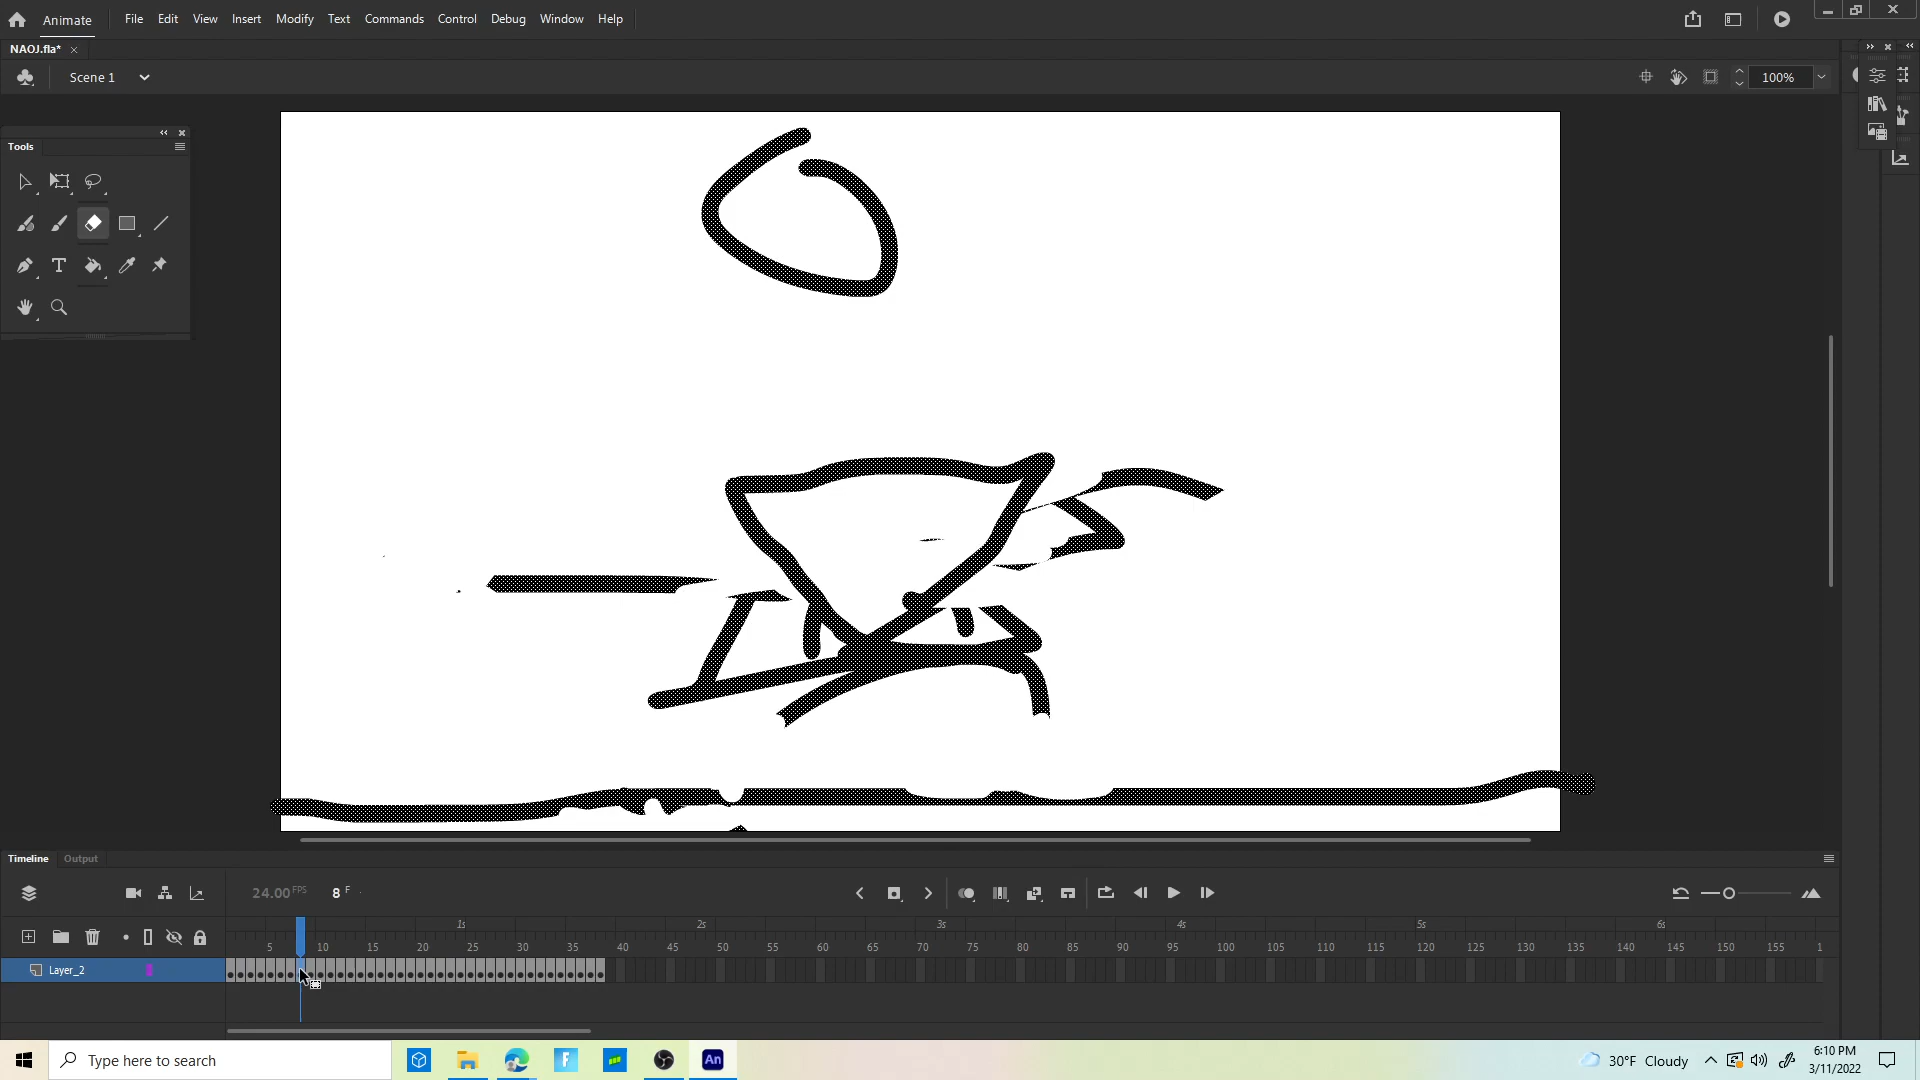 Animate File Edit View Insert Modify Text Commands Control Debug Window Help
NAOJ.fla*
Scene 1
100%
Tools
T
Timeline Output
24.00 FPS 8 F
1s 2s 3s 4s 5s 6s
5 10 15 20 25 30 35 40 45 50 55 60 65 70 75 80 85 90 95 100 105 110 115 120 125 130 135 140 145 150 155 1
Layer_2
Type here to search
An
30°F Cloudy
6:10 PM
3/11/2022